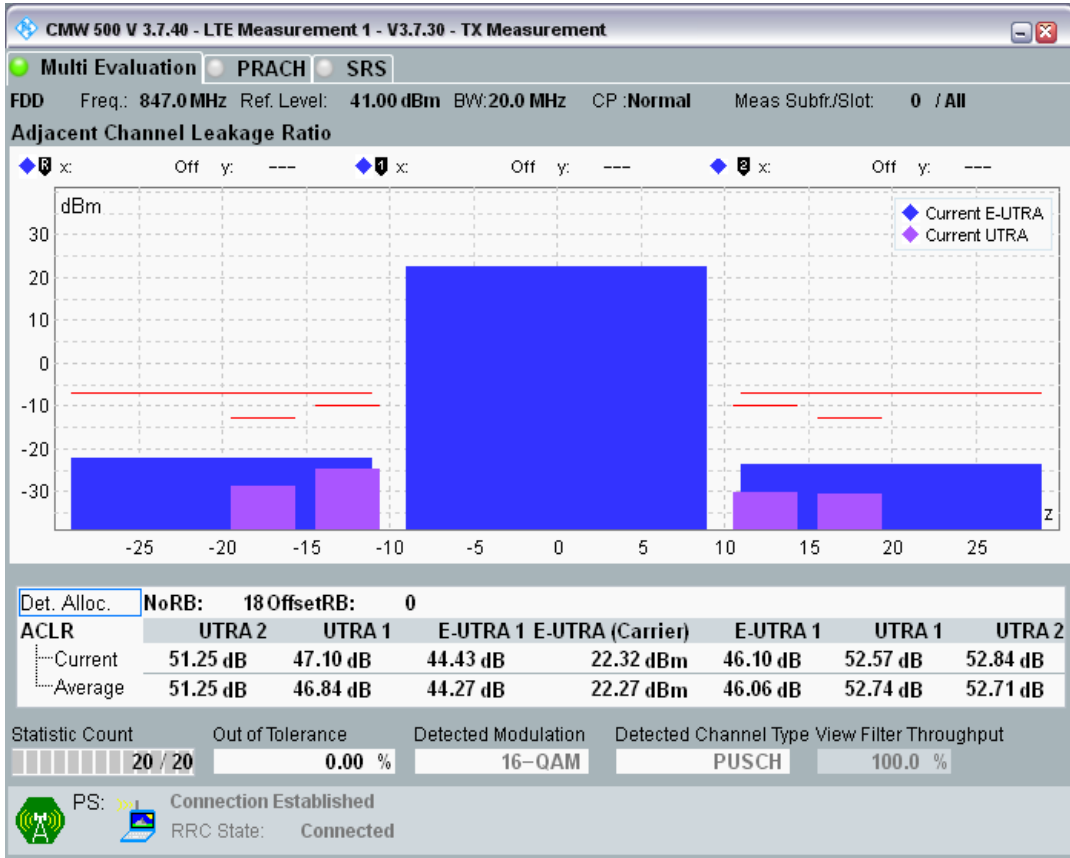 CMW 500 V 3.7.40 - LTE Measurement 1 - V3.7.30 - TX Measurement
Multi Evaluation PRACH SRS
FDD Freq.: 847.0 MHz Ref. Level: 41.00 dBm BW: 20.0 MHz CP :Normal Meas Subfr./Slot: 0 / All
Adjacent Channel Leakage Ratio
R x: Off y: --- 1 x: Off y: --- 2 x: Off y: ---
dBm
Current E-UTRA
Current UTRA
30
20
10
0
-10
-20
-30
z
-25 -20 -15 -10 -5 0 5 10 15 20 25
Det. Alloc. NoRB: 18 OffsetRB: 0
ACLR UTRA 2 UTRA 1 E-UTRA 1 E-UTRA (Carrier) E-UTRA 1 UTRA 1 UTRA 2
Current 51.25 dB 47.10 dB 44.43 dB 22.32 dBm 46.10 dB 52.57 dB 52.84 dB
Average 51.25 dB 46.84 dB 44.27 dB 22.27 dBm 46.06 dB 52.74 dB 52.71 dB
Statistic Count Out of Tolerance Detected Modulation Detected Channel Type View Filter Throughput
20 / 20 0.00 % 16-QAM PUSCH 100.0 %
PS: Connection Established
RRC State: Connected